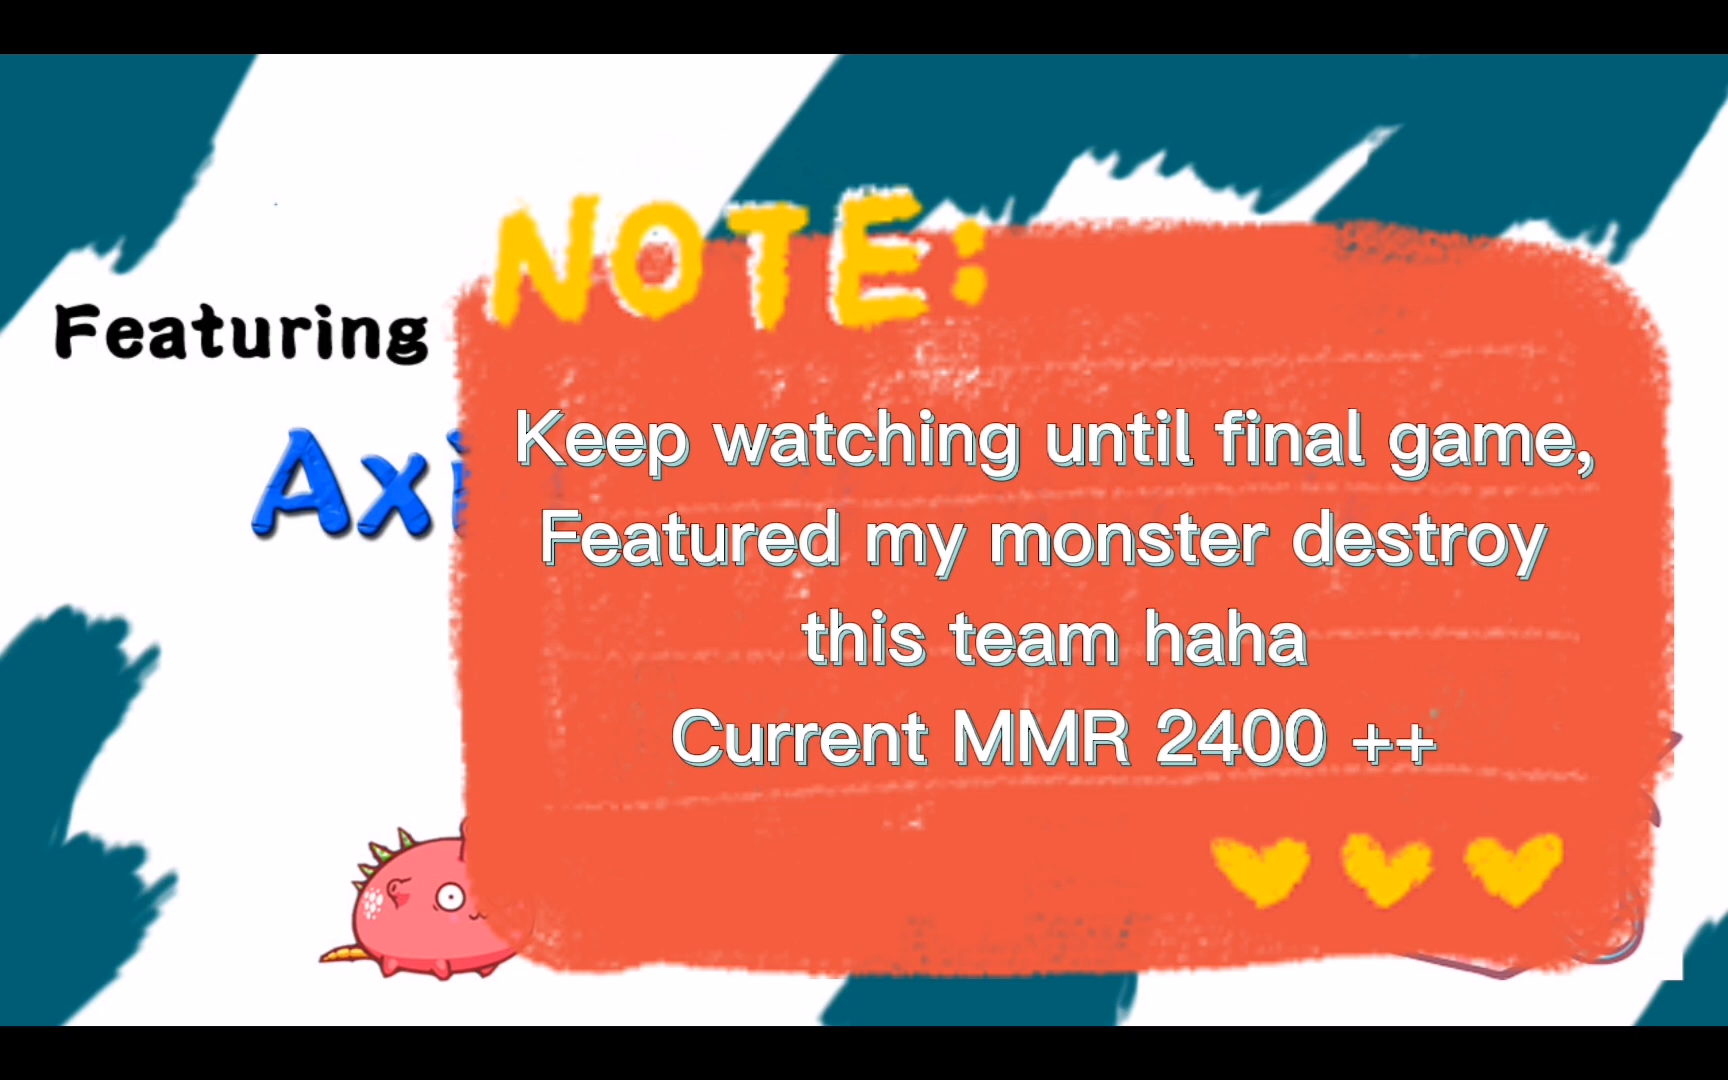 NOTE:
Featuring
Keep watching until final game,
Featured my monster destroy
this team haha
Current MMR 2400 ++